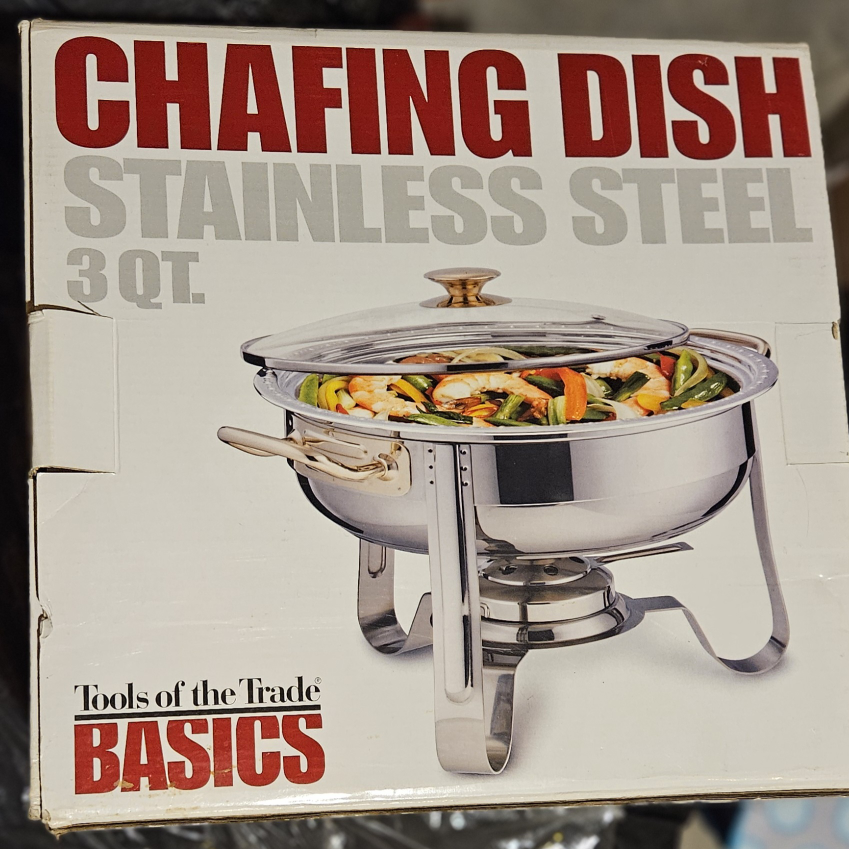 CHAFING DISH
STAINLESS STEEL
3 QT.
Tools of the Trade®
BASICS